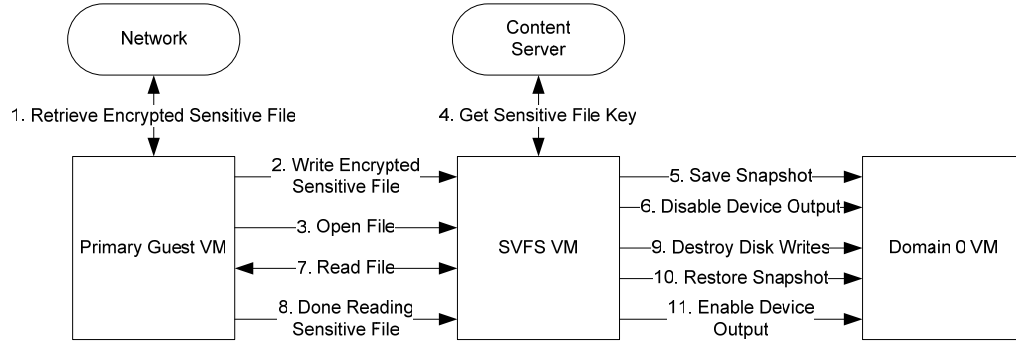 Network
Content
Server
1. Retrieve Encrypted Sensitive File
4. Get Sensitive File Key
2. Write Encrypted
Sensitive File
3. Open File
7. Read File
8. Done Reading
Sensitive File
Primary Guest VM
SVFS VM
5. Save Snapshot
6. Disable Device Output
9. Destroy Disk Writes
10. Restore Snapshot
11. Enable Device
Output
Domain 0 VM